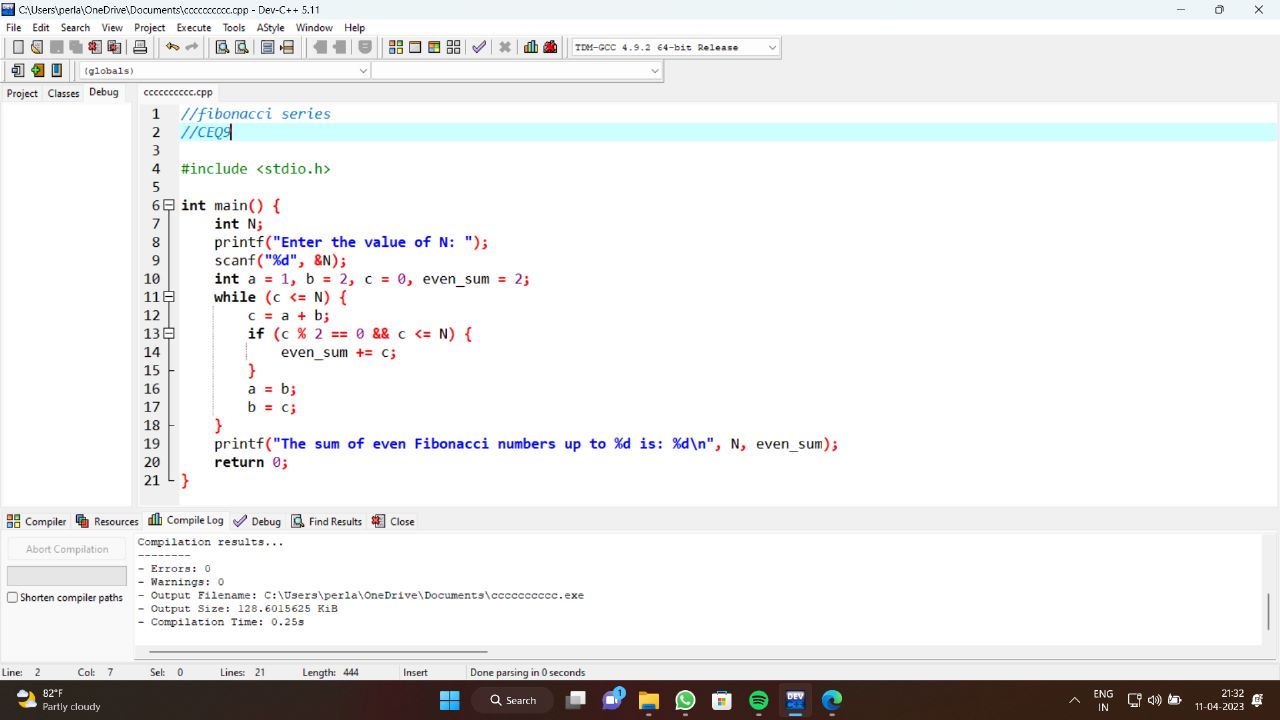 C:\Users\perla\OneDrive\Documents\cccccccccc.cpp - Dev-C++ 5.11
File Edit Search View Project Execute Tools AStyle Window Help
TDM-GCC 4.9.2 64-bit Release
(globals)
Project Classes Debug cccccccccc.cpp
1 //fibonacci series
2 //CEQ9
3
4 #include <stdio.h>
5
6 int main() {
7 int N;
8 printf("Enter the value of N: ");
9 scanf("%d", &N);
10 int a = 1, b = 2, c = 0, even_sum = 2;
11 while (c <= N) {
12 c = a + b;
13 if (c % 2 == 0 && c <= N) {
14 even_sum += c;
15 }
16 a = b;
17 b = c;
18 }
19 printf("The sum of even Fibonacci numbers up to %d is: %d\n", N, even_sum);
20 return 0;
21 }
Compiler Resources Compile Log Debug Find Results Close
Abort Compilation
Shorten compiler paths
Compilation results...
--------
- Errors: 0
- Warnings: 0
- Output Filename: C:\Users\perla\OneDrive\Documents\cccccccccc.exe
- Output Size: 128.6015625 KiB
- Compilation Time: 0.25s
Line: 2 Col: 7 Sel: 0 Lines: 21 Length: 444 Insert Done parsing in 0 seconds
82°F
Partly cloudy
Search
1
DEV
ENG
IN
21:32
11-04-2023